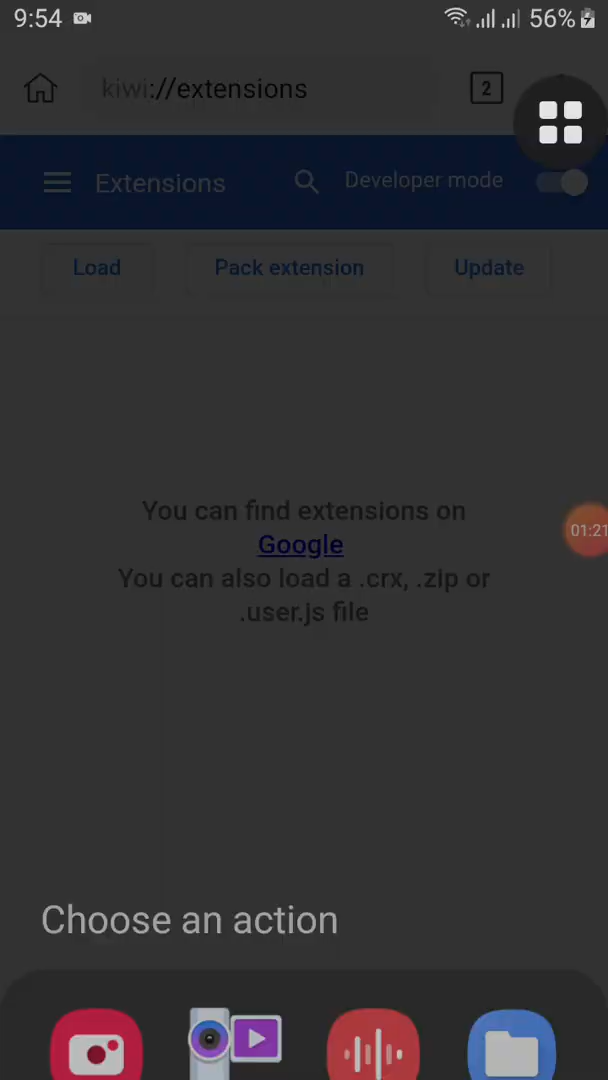 9:54 56%
kiwi://extensions 2
Extensions Developer mode
Load Pack extension Update
You can find extensions on
Google
You can also load a .crx, .zip or
.user.js file
01:21
Choose an action